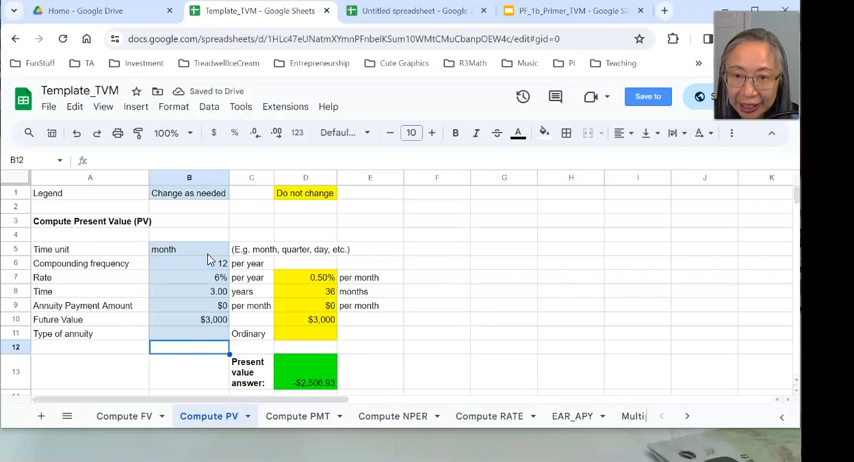 Home - Google Drive
Template_TVM - Google Sheets
Untitled spreadsheet - Google
PF_1b_Primer_TVM - Google Sl
docs.google.com/spreadsheets/d/1HLc47eUNatmXYmnPFnbelKSum10WMtCMuCbanpOEW4c/edit#gid=0
FunStuff TA Investment TreadwellIceCream Entrepreneurship Cute Graphics R3Math Music Pi Teaching
Template_TVM Saved to Drive
File Edit View Insert Format Data Tools Extensions Help
Save to
100% $ % .0 .00 123 Defaul... 10 B I A
B12 fx
A B C D E F G H I J K
1 Legend Change as needed Do not change
2
3 Compute Present Value (PV)
4
5 Time unit month (E.g. month, quarter, day, etc.)
6 Compounding frequency 12 per year
7 Rate 6% per year 0.50% per month
8 Time 3.00 years 36 months
9 Annuity Payment Amount $0 per month $0 per month
10 Future Value $3,000 $3,000
11 Type of annuity Ordinary
12
13 Present value answer: -$2,506.93
Compute FV Compute PV Compute PMT Compute NPER Compute RATE EAR_APY Multi